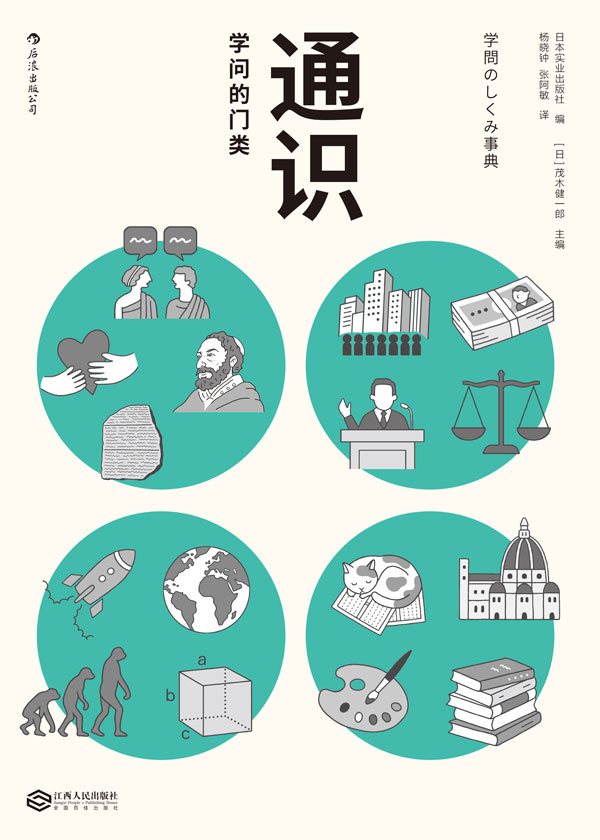 日本实业出版社 编
杨晓钟 张阿敏 译
[日]茂木健一郎 主编
学問のしくみ事典
通识
学问的门类
后浪出版公司
a
b
c
江西人民出版社
Jiangxi People's Publishing House
全国百佳出版社